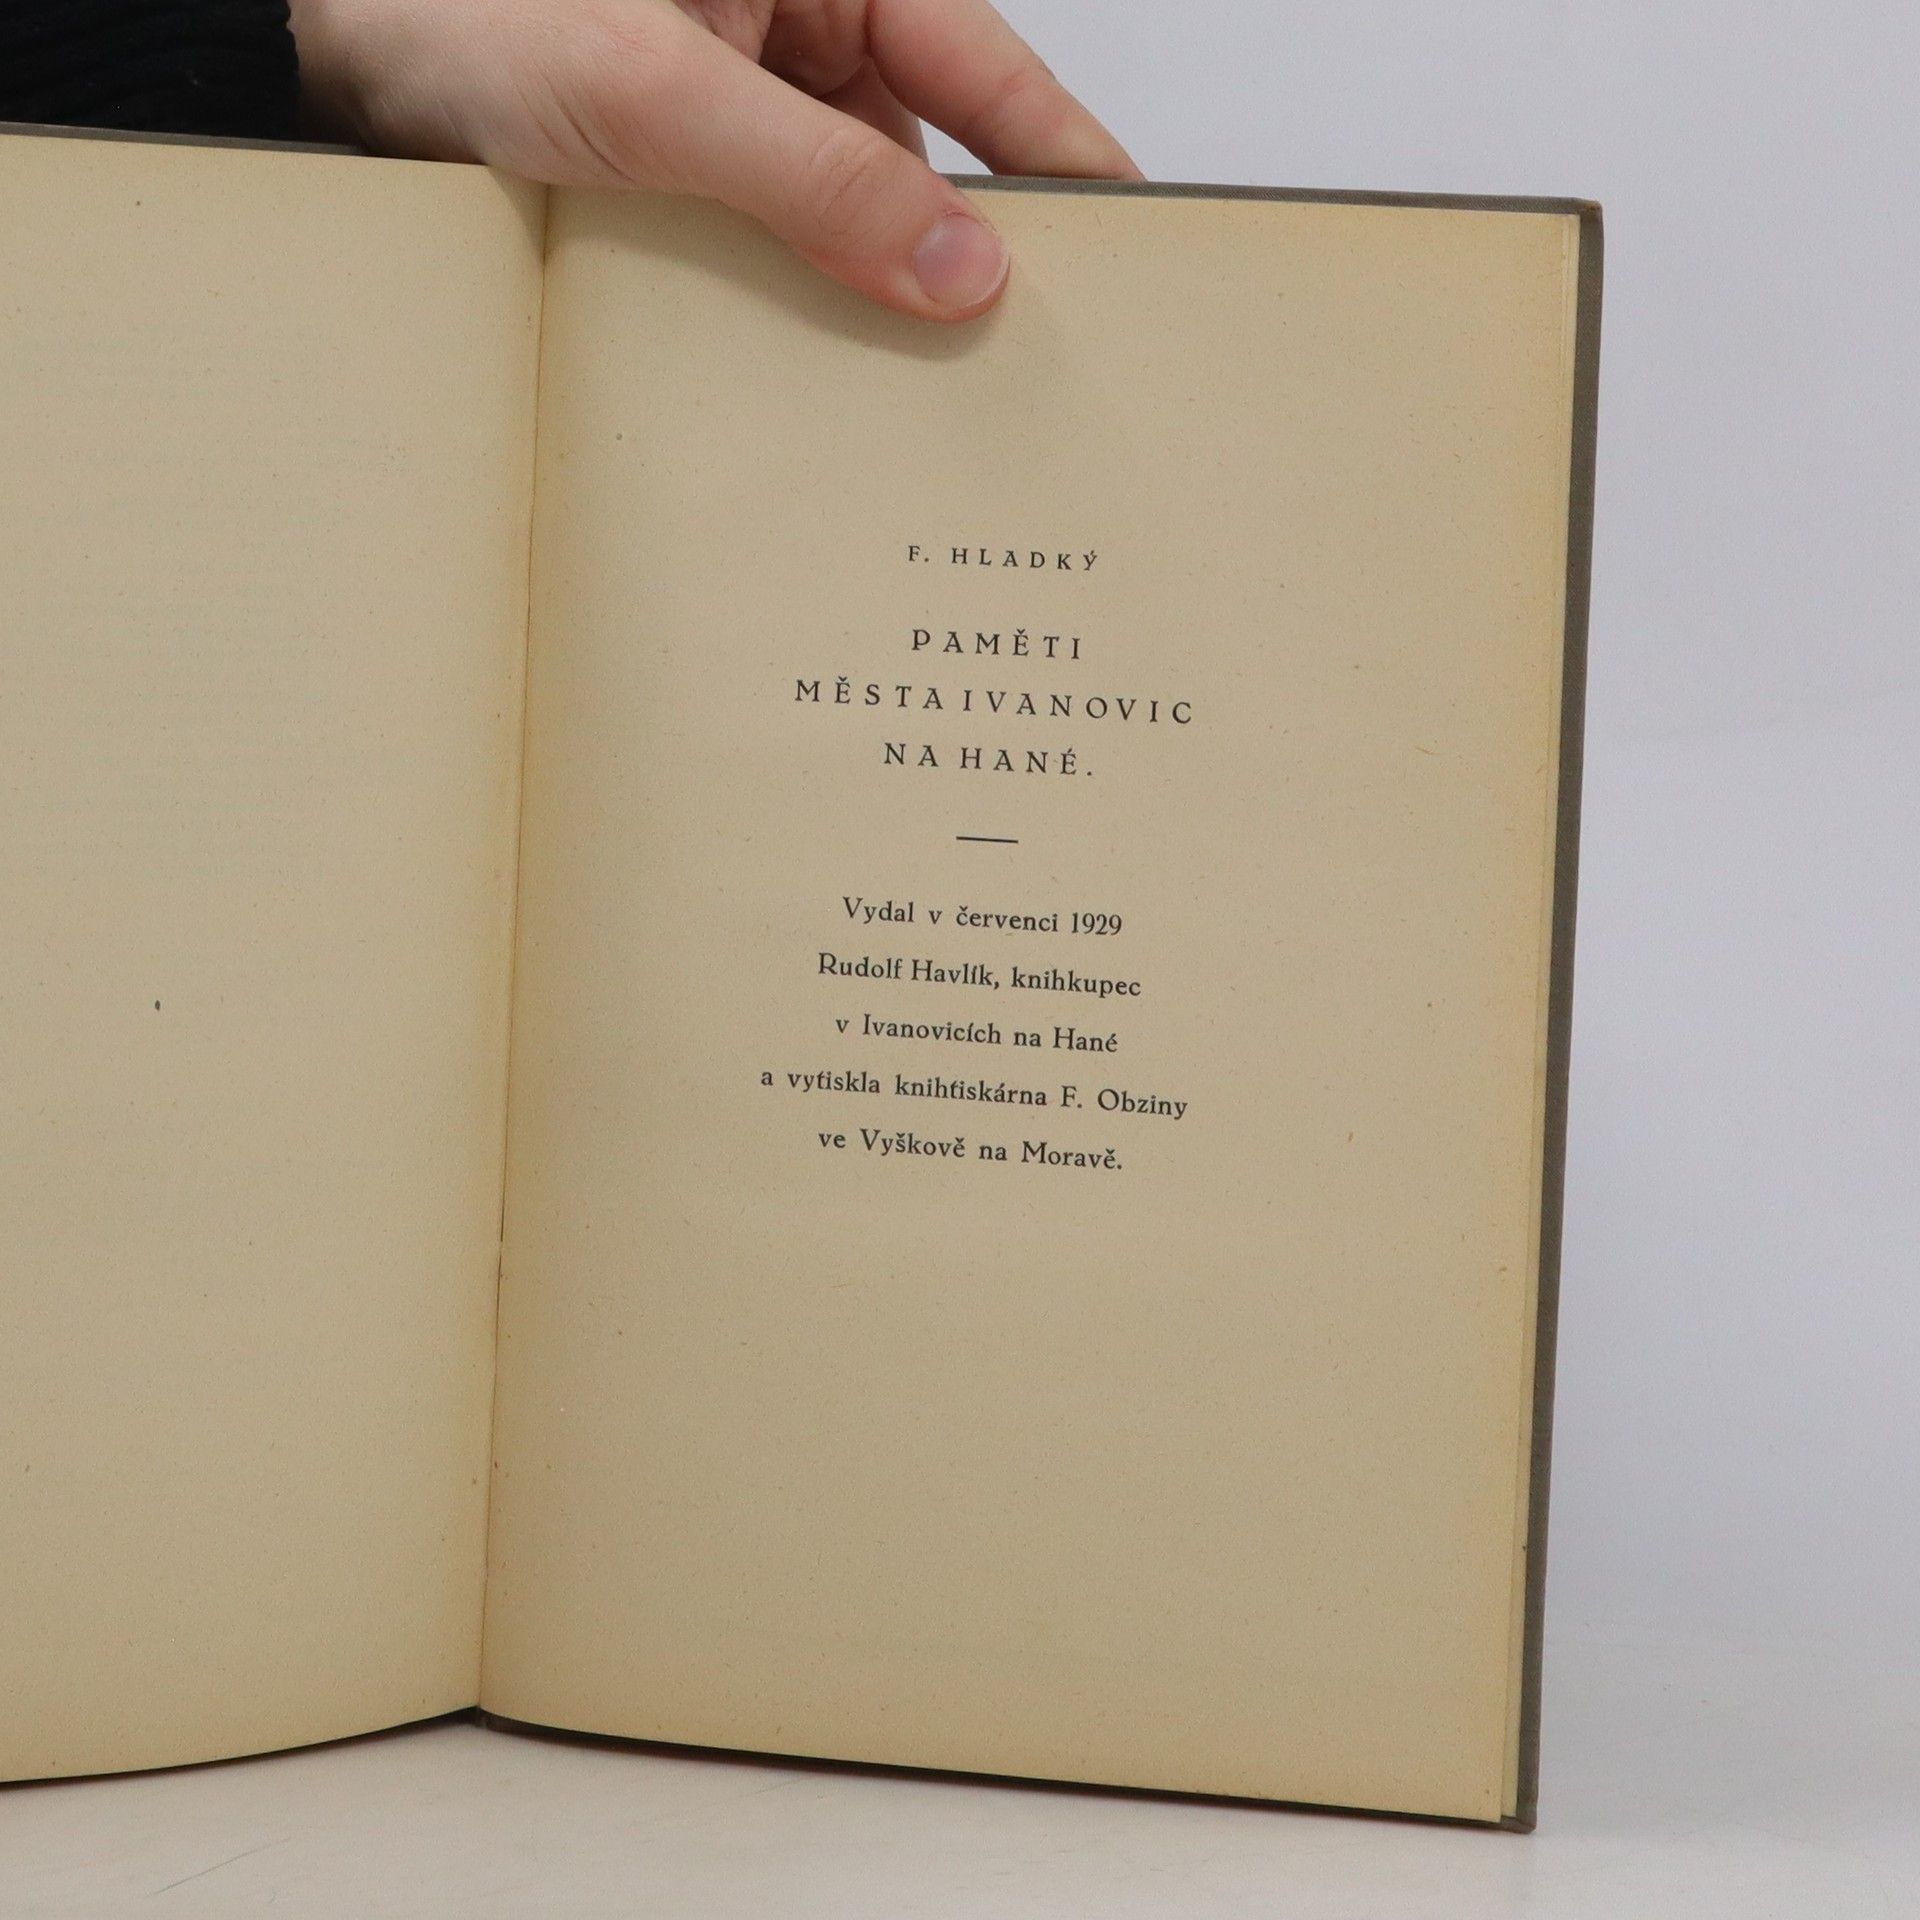 F. HLADKÝ
PAMĚTI
MĚSTA IVANOVIC
NA HANÉ.
Vydal v červenci 1929
Rudolf Havlík, knihkupec
v Ivanovicích na Hané
a vytiskla knihtiskárna F. Obziny
ve Vyškově na Moravě.